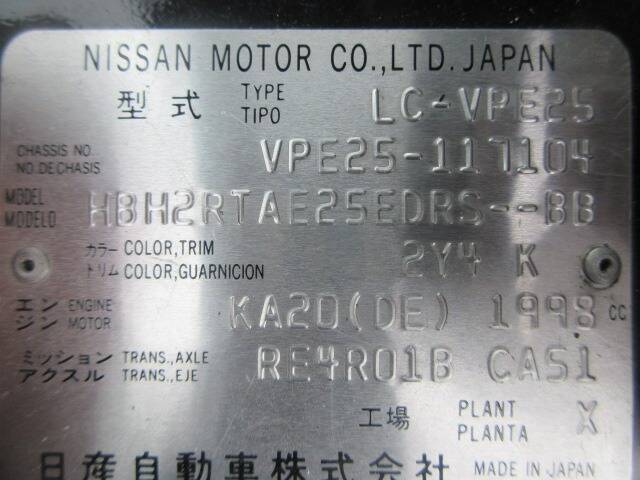 NISSAN MOTOR CO.,LTD. JAPAN
型式 TYPE TIPO LC-VPE25
CHASSIS NO. NO.DE CHASIS VPE25-117104
MODEL MODELO HBH2RTAE25EDRS--BB
カラー COLOR,TRIM
トリム COLOR,GUARNICION 2Y4 K
エンジン ENGINE MOTOR KA20(DE) 1998 cc
ミッション TRANS.,AXLE
アクスル TRANS.,EJE RE4R01B CA51
工場 PLANT PLANTA X
日産自動車株式会社 MADE IN JAPAN